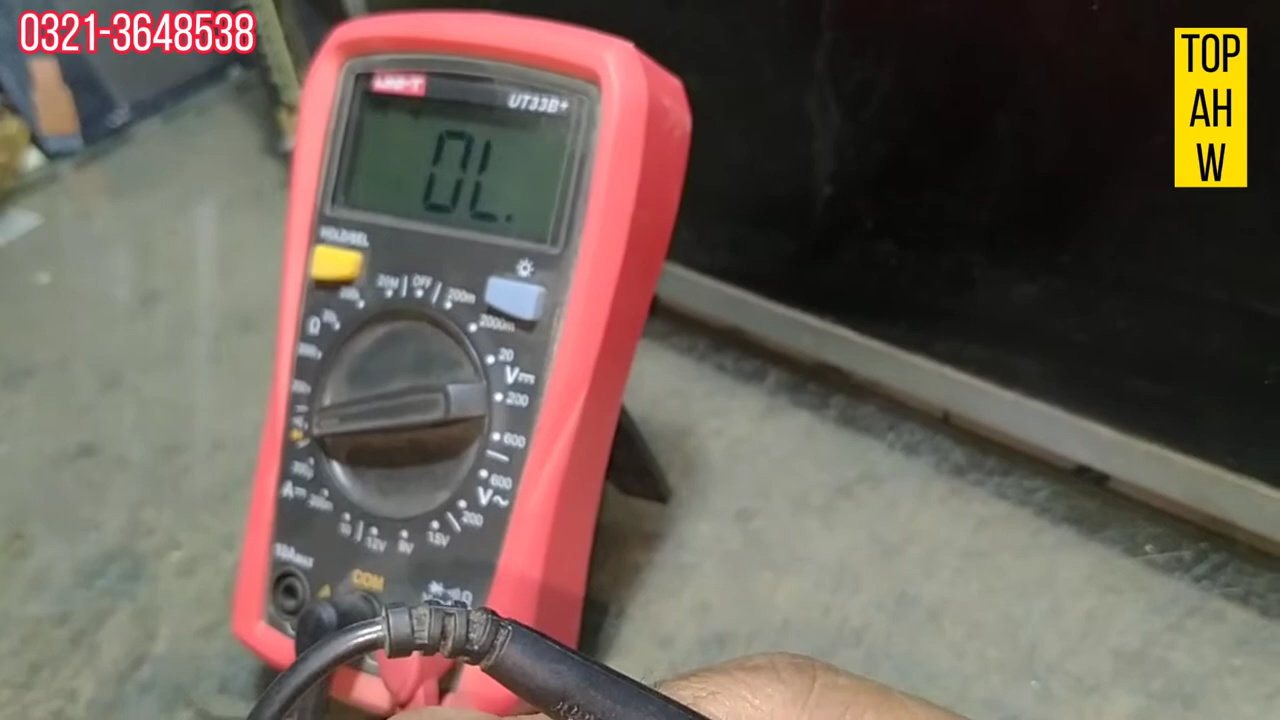 0321-3648538
TOP
AH
W
UNI-T
UT33B+
OL.
HOLD/SEL
20M
OFF
200m
2000m
20
V
200
600
600
V~
200
Ω
A
12V
9V
1.5V
COM